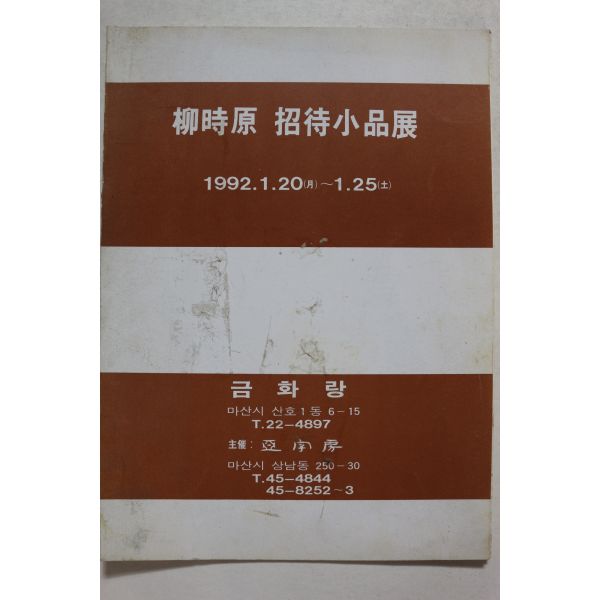 柳時原 招待小品展
1992.1.20(月)~1.25(土)
금 화 랑
마산시 산호1동 6-15
T.22-4897
主催:
마산시 상남동 250-30
T.45-4844
45-8252~3